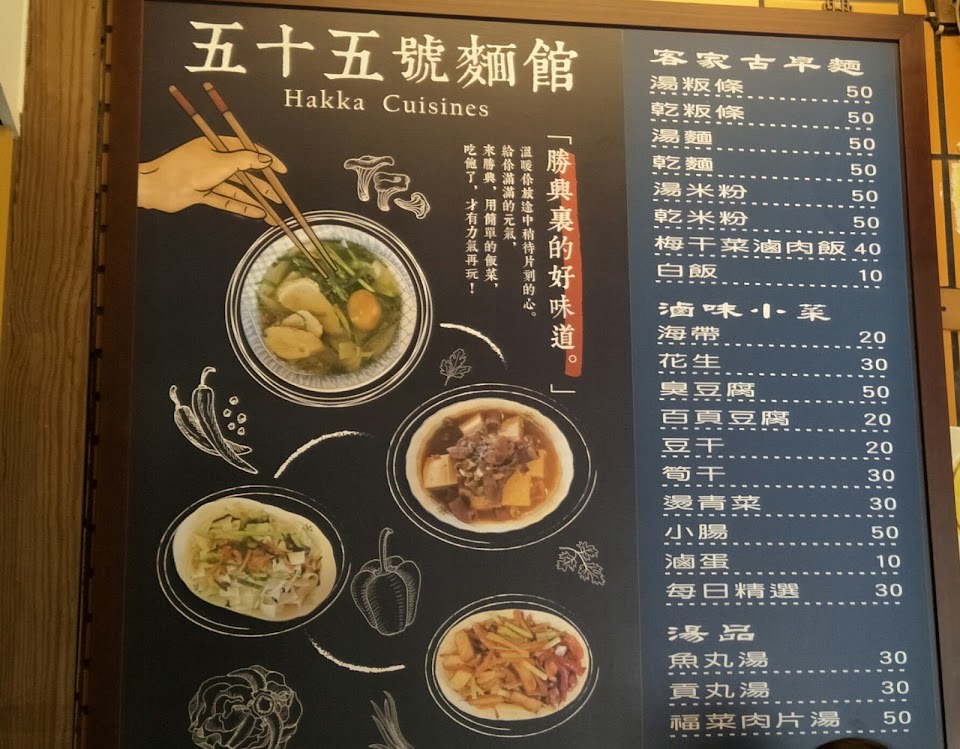 五十五號麵館
Hakka Cuisines
「勝興裏的好味道。」
溫暖你旅途中稍待片刻的心。
給你滿滿的元氣、
來勝興，用簡單的飯菜，
吃飽了，才有力氣再玩！
客家古早麵
湯粄條 50
乾粄條 50
湯麵 50
乾麵 50
湯米粉 50
乾米粉 50
梅干菜滷肉飯 40
白飯 10
滷味小菜
海帶 20
花生 30
臭豆腐 50
百頁豆腐 20
豆干 20
筍干 30
燙青菜 30
小腸 50
滷蛋 10
每日精選 30
湯品
魚丸湯 30
貢丸湯 30
福菜肉片湯 50